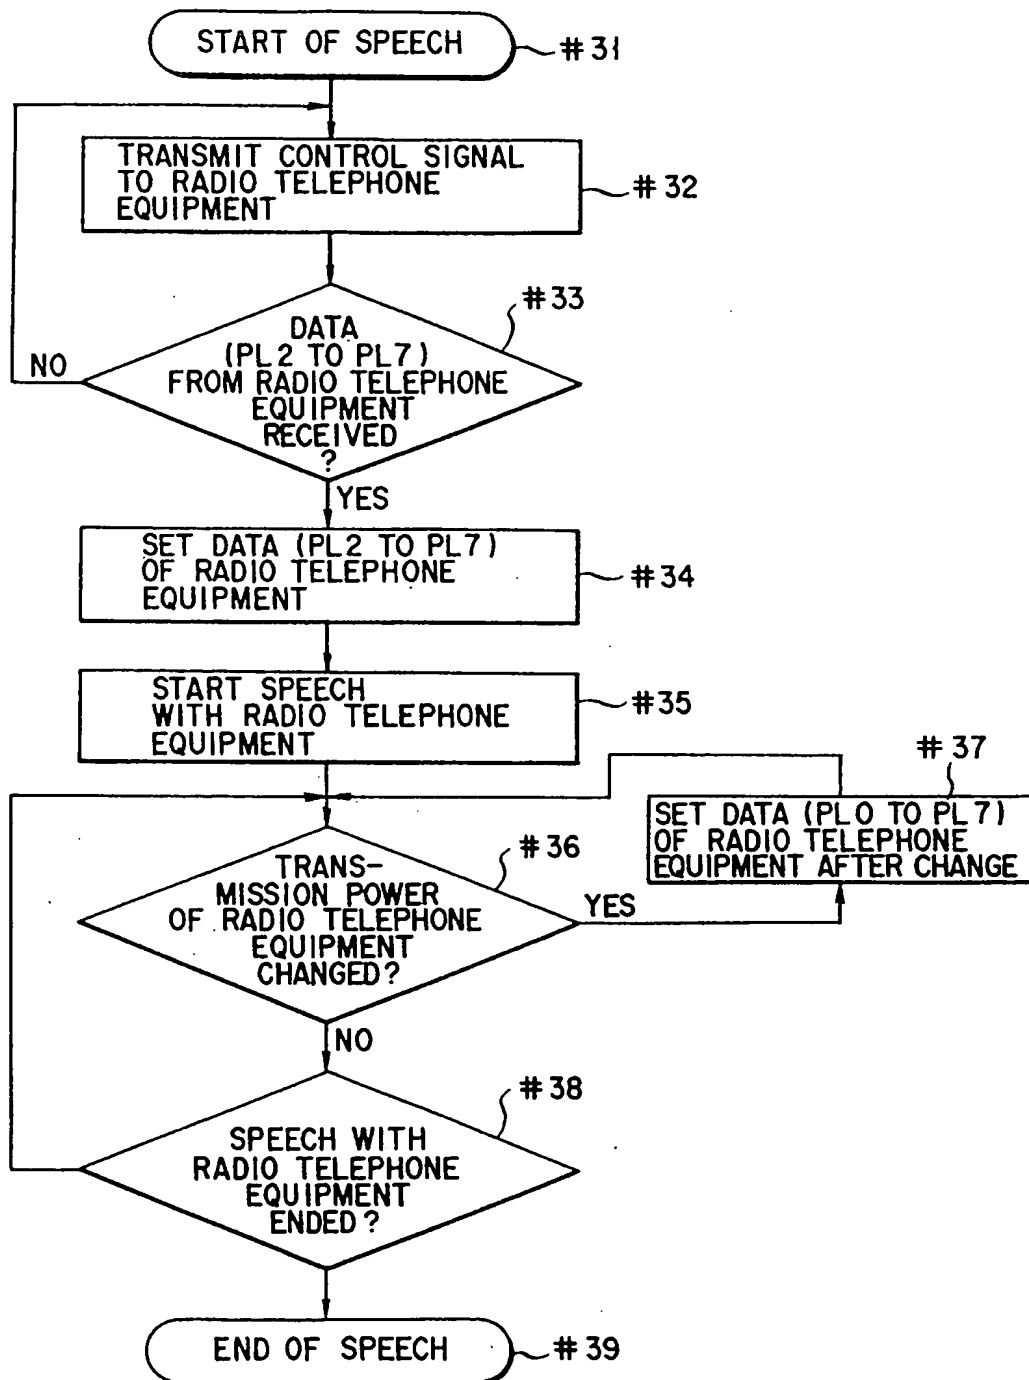 START OF SPEECH
#31
TRANSMIT CONTROL SIGNAL
TO RADIO TELEPHONE
EQUIPMENT
#32
#33
DATA
(PL2 TO PL7)
FROM RADIO TELEPHONE
EQUIPMENT
RECEIVED
?
NO
YES
SET DATA (PL2 TO PL7)
OF RADIO TELEPHONE
EQUIPMENT
#34
START SPEECH
WITH RADIO TELEPHONE
EQUIPMENT
#35
#37
SET DATA (PL0 TO PL7)
OF RADIO TELEPHONE
EQUIPMENT AFTER CHANGE
#36
TRANS-
MISSION POWER
OF RADIO TELEPHONE
EQUIPMENT
CHANGED?
YES
NO
#38
SPEECH WITH
RADIO TELEPHONE
EQUIPMENT
ENDED?
END OF SPEECH
#39